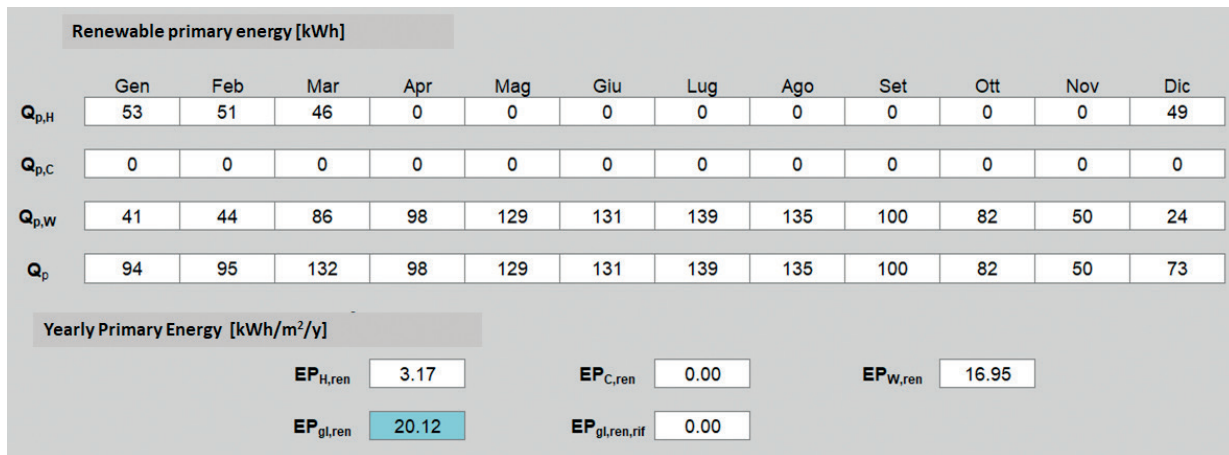 Renewable primary energy [kWh]
Gen Feb Mar Apr Mag Giu Lug Ago Set Ott Nov Dic
Qp,H 53 51 46 0 0 0 0 0 0 0 0 49
Qp,C 0 0 0 0 0 0 0 0 0 0 0 0
Qp,W 41 44 86 98 129 131 139 135 100 82 50 24
Qp 94 95 132 98 129 131 139 135 100 82 50 73
Yearly Primary Energy [kWh/m²/y]
EPH,ren 3.17 EPC,ren 0.00 EPW,ren 16.95
EPgl,ren 20.12 EPgl,ren,rif 0.00